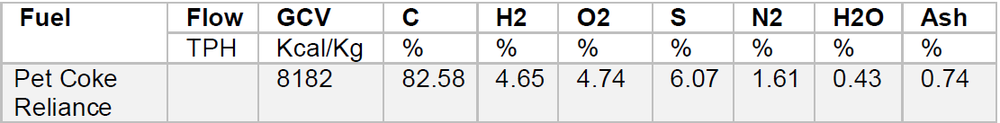 Fuel Flow GCV C H2 O2 S N2 H2O Ash
TPH Kcal/Kg % % % % % % %
Pet Coke 8182 82.58 4.65 4.74 6.07 1.61 0.43 0.74
Reliance